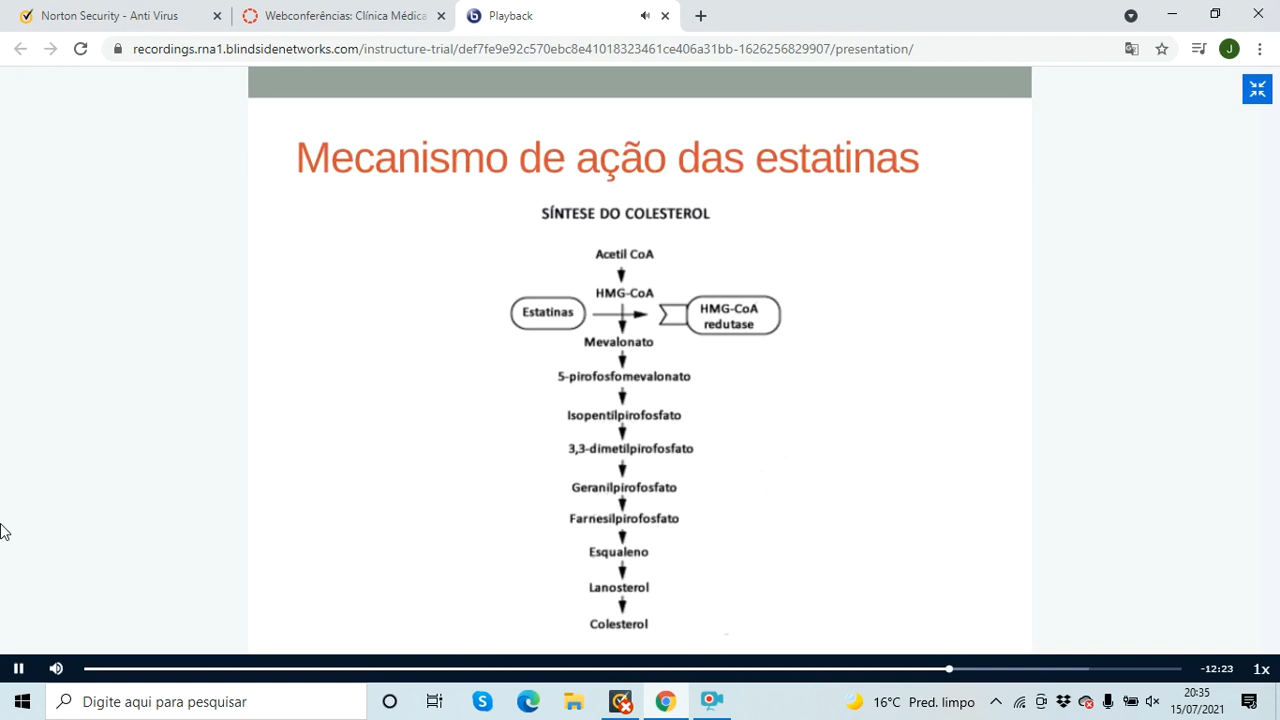 Norton Security - Anti Virus
Webconferências: Clínica Médica
Playback
recordings.rna1.blindsidenetworks.com/instructure-trial/def7fe9e92c570ebc8e41018323461ce406a31bb-1626256829907/presentation/
J
Mecanismo de ação das estatinas
SÍNTESE DO COLESTEROL
Acetil CoA
HMG-CoA
Estatinas
HMG-CoA
redutase
Mevalonato
5-pirofosfomevalonato
Isopentilpirofosfato
3,3-dimetilpirofosfato
Geranilpirofosfato
Farnesilpirofosfato
Esqualeno
Lanosterol
Colesterol
-12:23
1x
Digite aqui para pesquisar
16°C Pred. limpo
20:35
15/07/2021